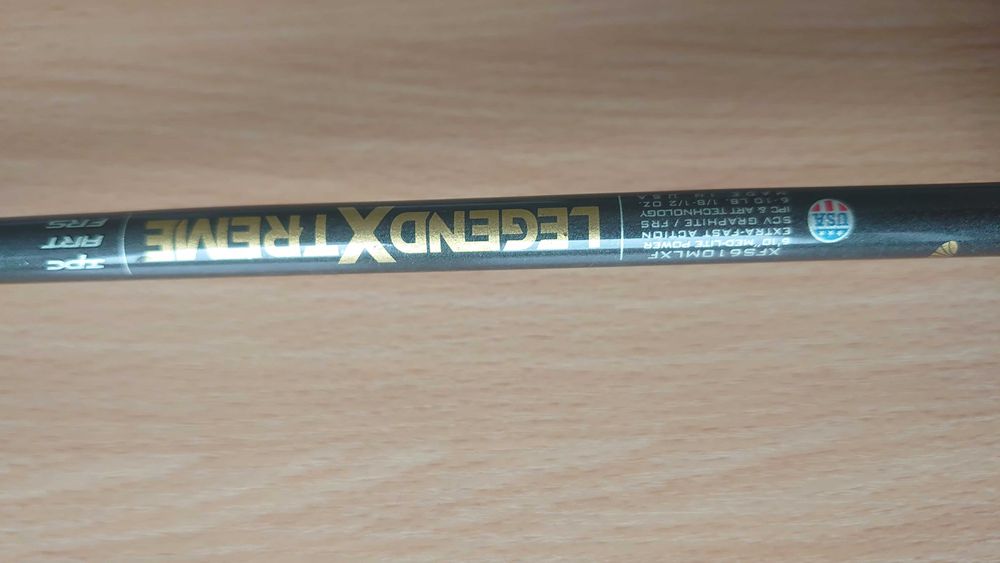 USA
XFS610MLXF
6'10" MED-LITE POWER
EXTRA-FAST ACTION
SCV GRAPHITE / FRS
IPC & ART TECHNOLOGY
6-10 LB. 1/8-1/2 OZ.
MADE IN USA
LEGENDXTREME
IPC
ART
FRS